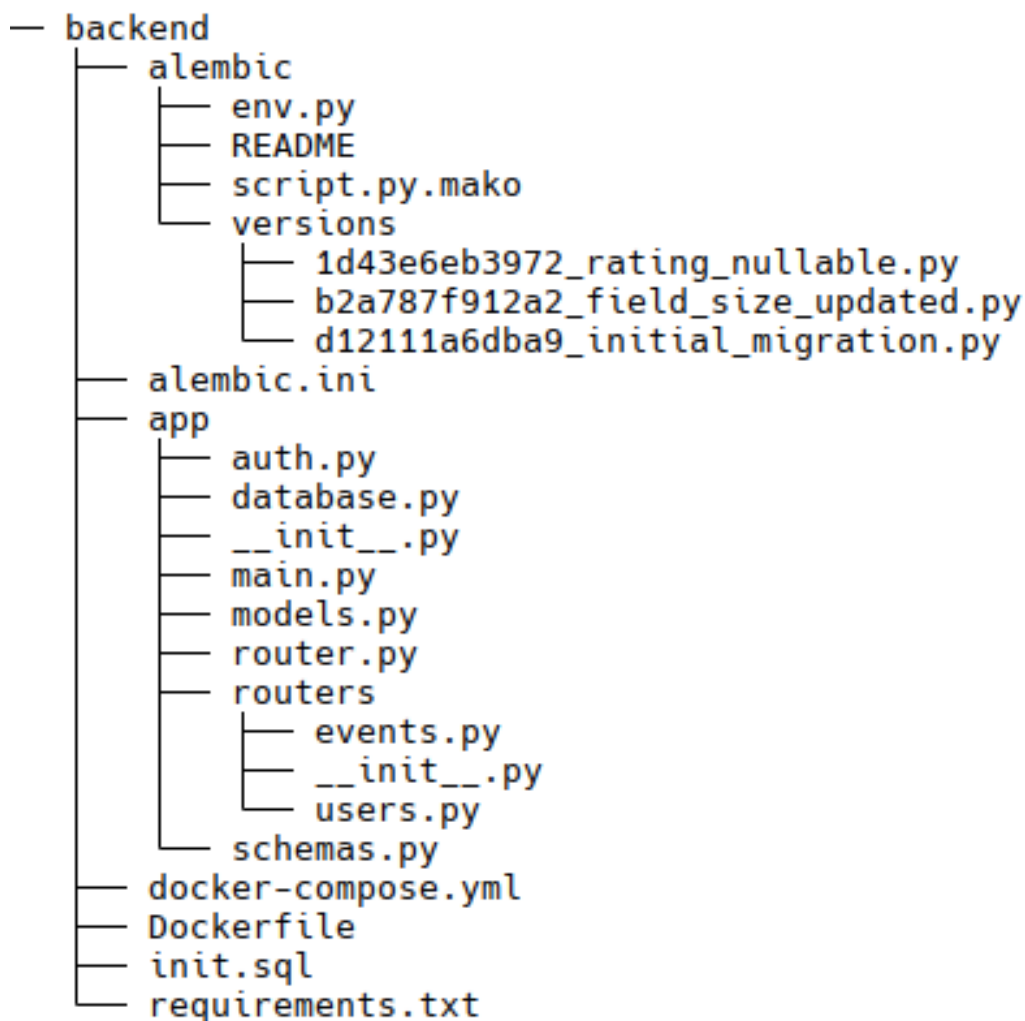 backend
alembic
env.py
README
script.py.mako
versions
1d43e6eb3972_rating_nullable.py
b2a787f912a2_field_size_updated.py
d12111a6dba9_initial_migration.py
alembic.ini
app
auth.py
database.py
__init__.py
main.py
models.py
router.py
routers
events.py
__init__.py
users.py
schemas.py
docker-compose.yml
Dockerfile
init.sql
requirements.txt